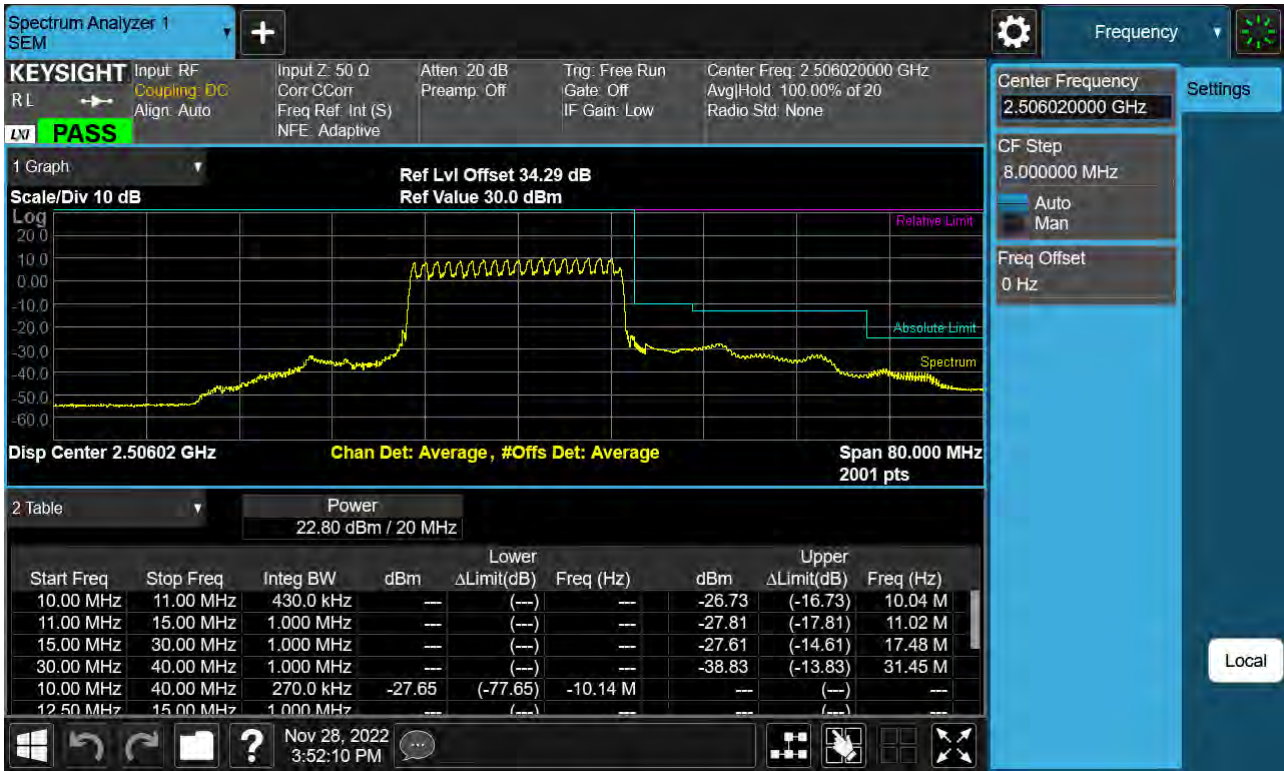 Spectrum Analyzer 1
SEM
Frequency
KEYSIGHT
RL
LXI PASS
Input: RF
Coupling: DC
Align: Auto
Input Z: 50 Ω
Corr CCorr
Freq Ref: Int (S)
NFE: Adaptive
Atten: 20 dB
Preamp: Off
Trig: Free Run
Gate: Off
IF Gain: Low
Center Freq: 2.506020000 GHz
Avg|Hold: 100.00% of 20
Radio Std: None
Center Frequency
2.506020000 GHz
Settings
CF Step
8.000000 MHz
Auto
Man
Freq Offset
0 Hz
1 Graph
Scale/Div 10 dB
Ref Lvl Offset 34.29 dB
Ref Value 30.0 dBm
Log
20.0
10.0
0.00
-10.0
-20.0
-30.0
-40.0
-50.0
-60.0
Relative Limit
Absolute Limit
Spectrum
Disp Center 2.50602 GHz
Chan Det: Average, #Offs Det: Average
Span 80.000 MHz
2001 pts
2 Table
Power
22.80 dBm / 20 MHz
Lower Upper
Start Freq Stop Freq Integ BW dBm ΔLimit(dB) Freq (Hz) dBm ΔLimit(dB) Freq (Hz)
10.00 MHz 11.00 MHz 430.0 kHz --- (---) --- -26.73 (-16.73) 10.04 M
11.00 MHz 15.00 MHz 1.000 MHz --- (---) --- -27.81 (-17.81) 11.02 M
15.00 MHz 30.00 MHz 1.000 MHz --- (---) --- -27.61 (-14.61) 17.48 M
30.00 MHz 40.00 MHz 1.000 MHz --- (---) --- -38.83 (-13.83) 31.45 M
10.00 MHz 40.00 MHz 270.0 kHz -27.65 (-77.65) -10.14 M --- (---) ---
12.50 MHz 15.00 MHz 1.000 MHz --- (---) --- --- (---) ---
Local
?
Nov 28, 2022
3:52:10 PM